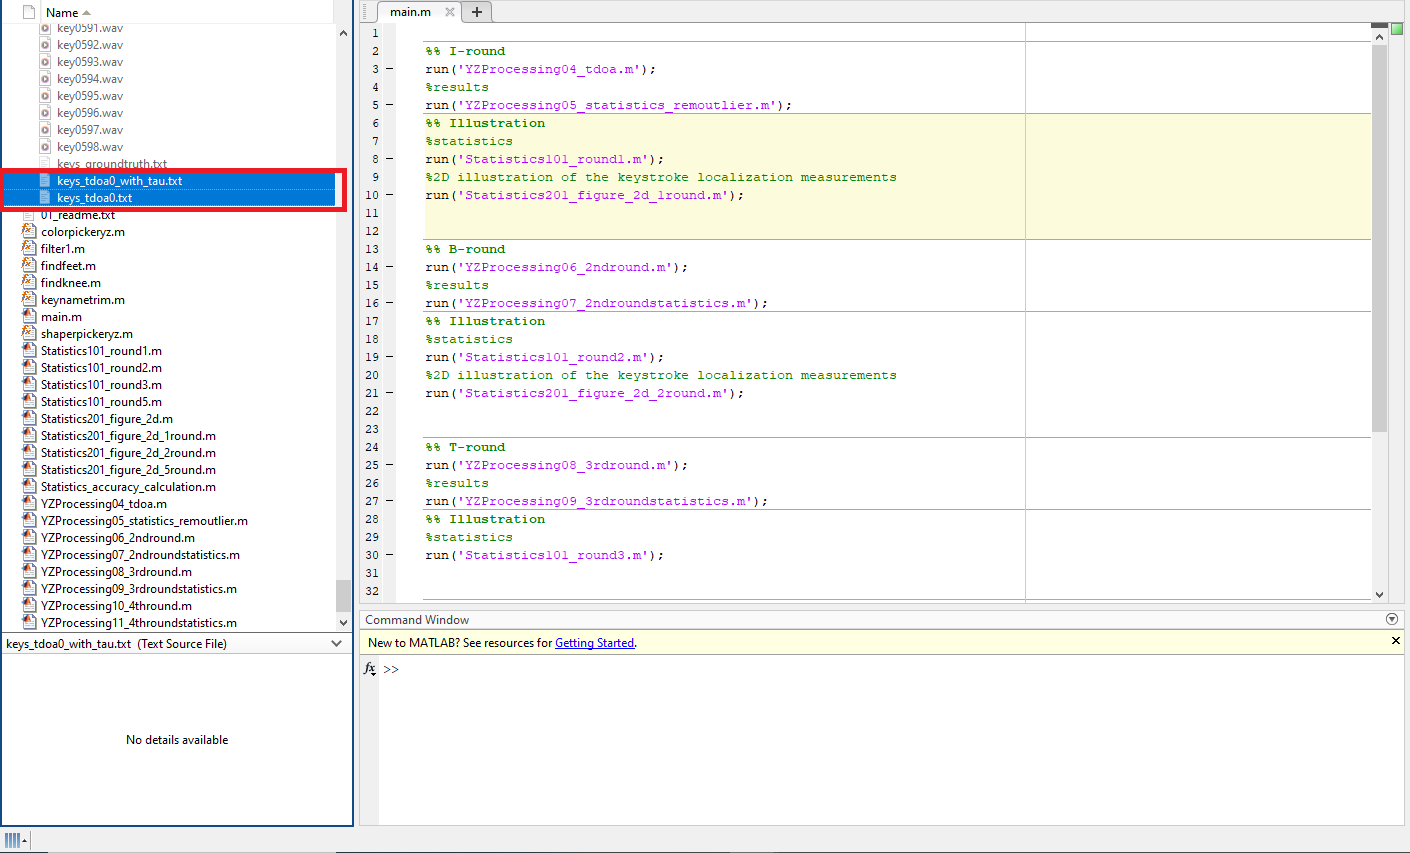 Name
key0591.wav
key0592.wav
key0593.wav
key0594.wav
key0595.wav
key0596.wav
key0597.wav
key0598.wav
keys_groundtruth.txt
keys_tdoa0_with_tau.txt
keys_tdoa0.txt
01_readme.txt
colorpickeryz.m
filter1.m
findfeet.m
findknee.m
keynametrim.m
main.m
shaperpickeryz.m
Statistics101_round1.m
Statistics101_round2.m
Statistics101_round3.m
Statistics101_round5.m
Statistics201_figure_2d.m
Statistics201_figure_2d_1round.m
Statistics201_figure_2d_2round.m
Statistics201_figure_2d_5round.m
Statistics_accuracy_calculation.m
YZProcessing04_tdoa.m
YZProcessing05_statistics_remoutlier.m
YZProcessing06_2ndround.m
YZProcessing07_2ndroundstatistics.m
YZProcessing08_3rdround.m
YZProcessing09_3rdroundstatistics.m
YZProcessing10_4thround.m
YZProcessing11_4throundstatistics.m
keys_tdoa0_with_tau.txt (Text Source File)
No details available
main.m
1
2 %% I-round
3 run('YZProcessing04_tdoa.m');
4 %results
5 run('YZProcessing05_statistics_remoutlier.m');
6 %% Illustration
7 %statistics
8 run('Statistics101_round1.m');
9 %2D illustration of the keystroke localization measurements
10 run('Statistics201_figure_2d_1round.m');
11
12
13 %% B-round
14 run('YZProcessing06_2ndround.m');
15 %results
16 run('YZProcessing07_2ndroundstatistics.m');
17 %% Illustration
18 %statistics
19 run('Statistics101_round2.m');
20 %2D illustration of the keystroke localization measurements
21 run('Statistics201_figure_2d_2round.m');
22
23
24 %% T-round
25 run('YZProcessing08_3rdround.m');
26 %results
27 run('YZProcessing09_3rdroundstatistics.m');
28 %% Illustration
29 %statistics
30 run('Statistics101_round3.m');
31
32
Command Window
New to MATLAB? See resources for Getting Started.
fx >>